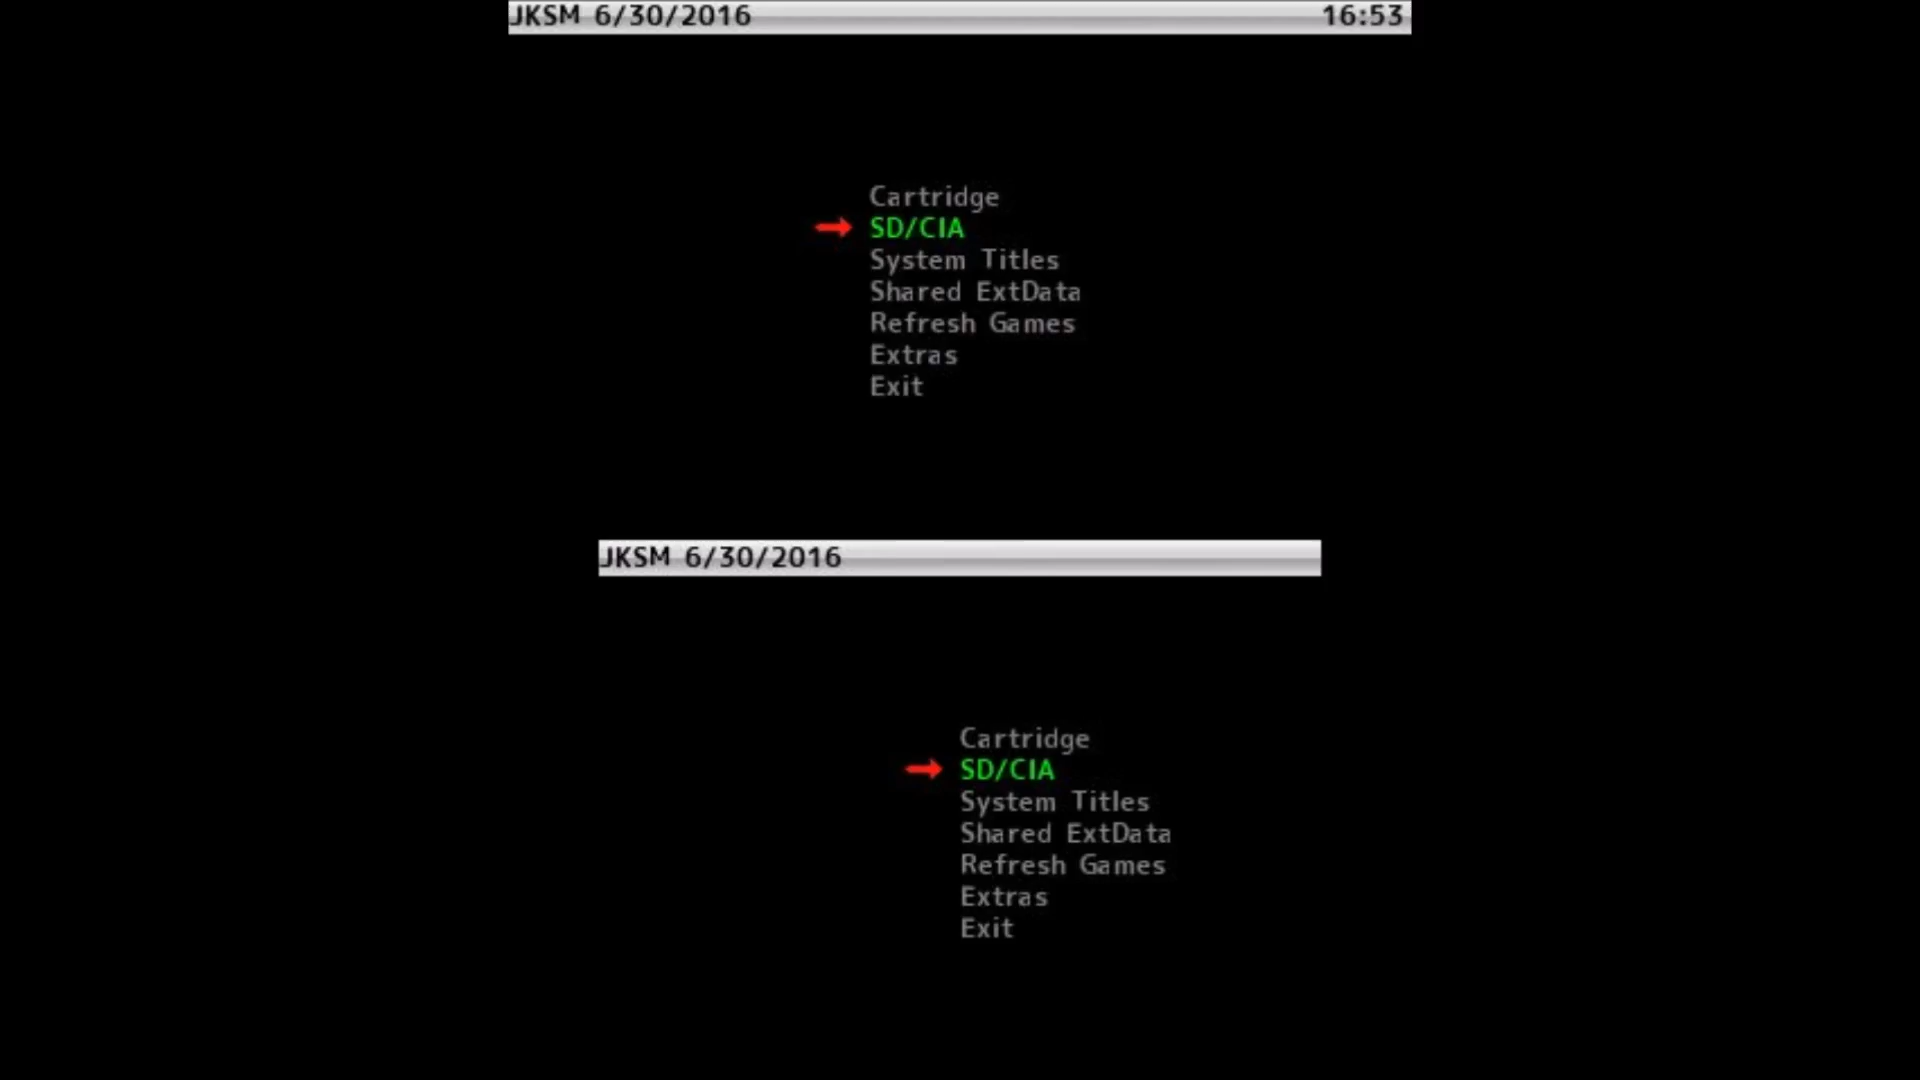 JKSM 6/30/2016 16:53
Cartridge
SD/CIA
System Titles
Shared ExtData
Refresh Games
Extras
Exit
JKSM 6/30/2016
Cartridge
SD/CIA
System Titles
Shared ExtData
Refresh Games
Extras
Exit